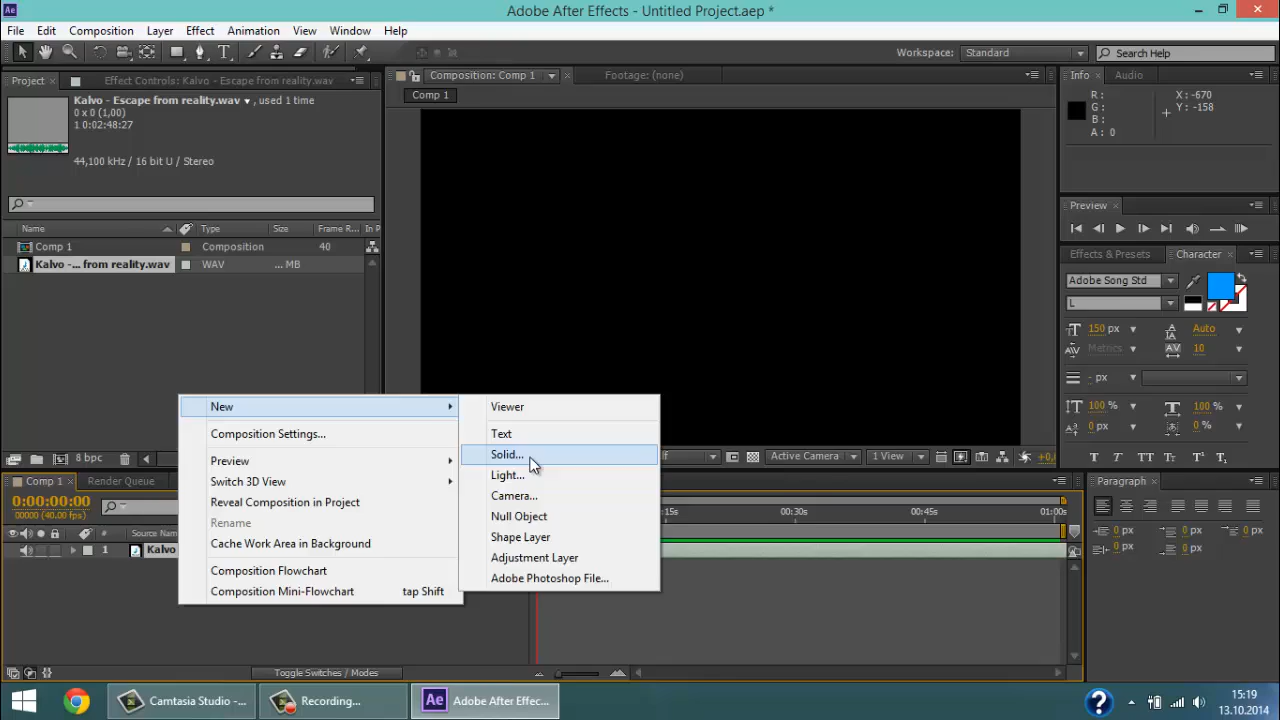 Adobe After Effects - Untitled Project.aep *
File Edit Composition Layer Effect Animation View Window Help
Workspace: Standard Search Help
Project Effect Controls: Kalvo - Escape from reality.wav
Composition: Comp 1 Footage: (none)
Info Audio
Kalvo - Escape from reality.wav , used 1 time
0 x 0 (1,00)
1 0:02:48:27
44,100 kHz / 16 bit U / Stereo
Comp 1
R :
G :
B :
A : 0
X : -670
Y : -158
Preview
Name Type Size Frame R... In P
Comp 1 Composition 40
Kalvo -... from reality.wav WAV ... MB
Effects & Presets Character
Adobe Song Std
L
150 px Auto
Metrics 10
- px
100 % 100 %
0 px 0 %
T T TT Tt T¹ T₁
New
Composition Settings...
Preview
Switch 3D View
Reveal Composition in Project
Rename
Cache Work Area in Background
Composition Flowchart
Composition Mini-Flowchart tap Shift
Viewer
Text
Solid...
Light...
Camera...
Null Object
Shape Layer
Adjustment Layer
Adobe Photoshop File...
8 bpc
Active Camera 1 View +0,
Comp 1 Render Queue
0:00:00:00
00000 (40.00 fps)
:15s 00:30s 00:45s 01:00s
# Source Nam
1 Kalvo
Paragraph
0 px 0 px
0 px
0 px 0 px
Toggle Switches / Modes
Camtasia Studio -... Recording... Adobe After Effec...
15:19
13.10.2014